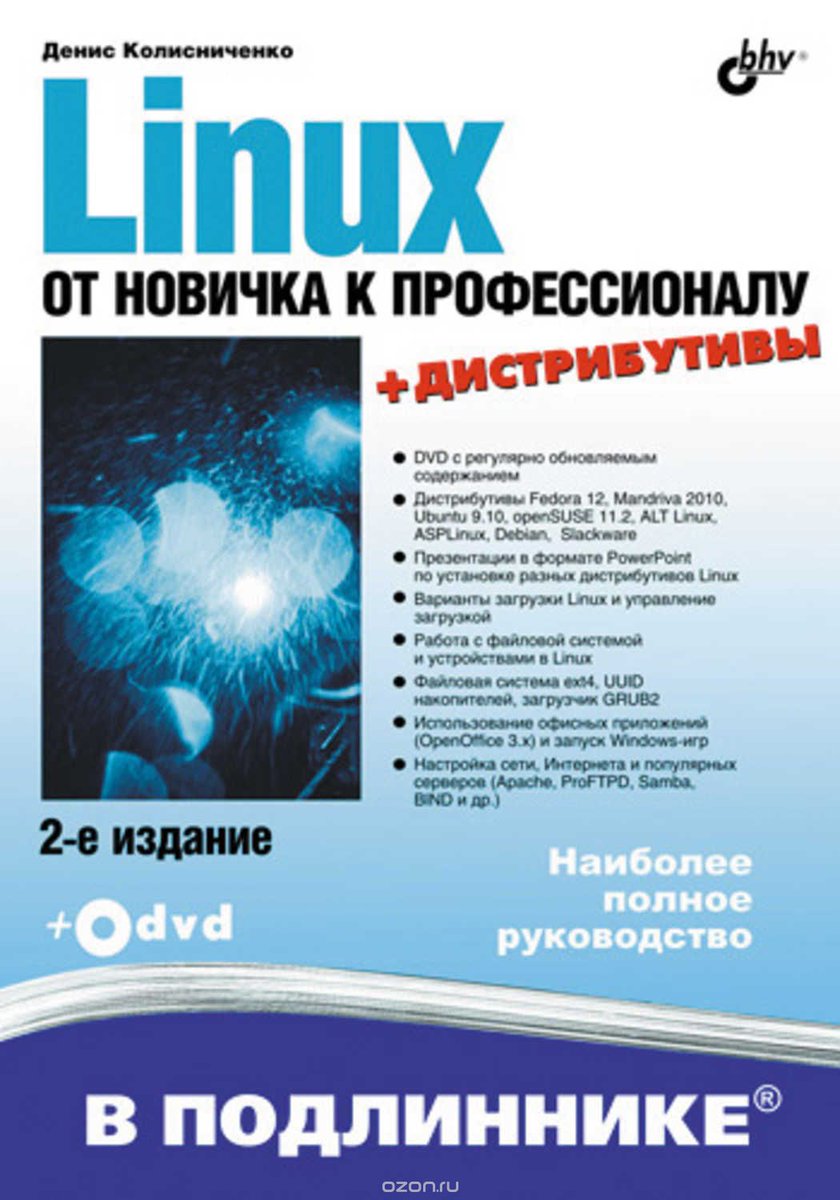 Денис Колисниченко
bhv®
Linux
ОТ НОВИЧКА К ПРОФЕССИОНАЛУ
+ДИСТРИБУТИВЫ
● DVD с регулярно обновляемым
содержанием
● Дистрибутивы Fedora 12, Mandriva 2010,
Ubuntu 9.10, openSUSE 11.2, ALT Linux,
ASPLinux, Debian, Slackware
● Презентации в формате PowerPoint
по установке разных дистрибутивов Linux
● Варианты загрузки Linux и управление
загрузкой
● Работа с файловой системой
и устройствами в Linux
● Файловая система ext4, UUID
накопителей, загрузчик GRUB2
● Использование офисных приложений
(OpenOffice 3.x) и запуск Windows-игр
● Настройка сети, Интернета и популярных
серверов (Apache, ProFTPD, Samba,
BIND и др.)
2-е издание
+ dvd
Наиболее
полное
руководство
В ПОДЛИННИКЕ®
ozon.ru